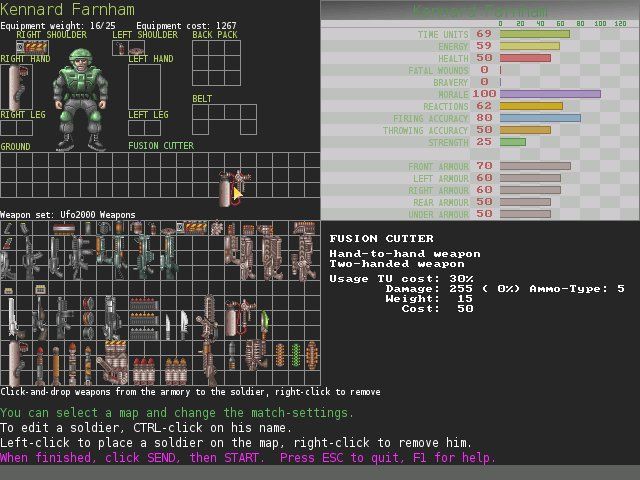 Kennard Farnham
Equipment weight: 16/25 Equipment cost: 1267
RIGHT SHOULDER LEFT SHOULDER BACK PACK
RIGHT HAND LEFT HAND
BELT
RIGHT LEG LEFT LEG
GROUND FUSION CUTTER
Weapon set: Ufo2000 Weapons
Click-and-drop weapons from the armory to the soldier, right-click to remove
Kennard Farnham
0 20 40 60 80 100 120
TIME UNITS 69
ENERGY 59
HEALTH 50
FATAL WOUNDS 0
BRAVERY 0
MORALE 100
REACTIONS 62
FIRING ACCURACY 80
THROWING ACCURACY 50
STRENGTH 25
FRONT ARMOUR 70
LEFT ARMOUR 60
RIGHT ARMOUR 60
REAR ARMOUR 50
UNDER ARMOUR 50
FUSION CUTTER
Hand-to-hand weapon
Two-handed weapon
Usage TU cost: 30%
Damage: 255 ( 0%) Ammo-Type: 5
Weight: 15
Cost: 50
You can select a map and change the match-settings.
To edit a soldier, CTRL-click on his name.
Left-click to place a soldier on the map, right-click to remove him.
When finished, click SEND, then START. Press ESC to quit, F1 for help.